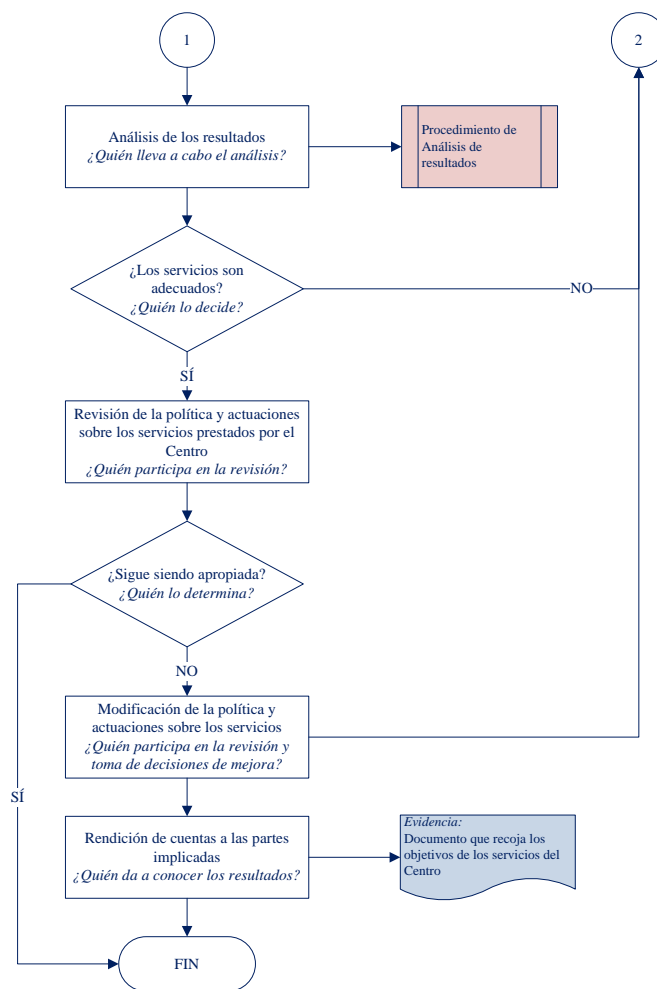 1
2
Análisis de los resultados
¿Quién lleva a cabo el análisis?
Procedimiento de
Análisis de
resultados
¿Los servicios son
adecuados?
¿Quién lo decide?
NO
SÍ
Revisión de la política y actuaciones
sobre los servicios prestados por el
Centro
¿Quién participa en la revisión?
¿Sigue siendo apropiada?
¿Quién lo determina?
NO
Modificación de la política y
actuaciones sobre los servicios
¿Quién participa en la revisión y
toma de decisiones de mejora?
SÍ
Rendición de cuentas a las partes
implicadas
¿Quién da a conocer los resultados?
Evidencia:
Documento que recoja los
objetivos de los servicios del
Centro
FIN